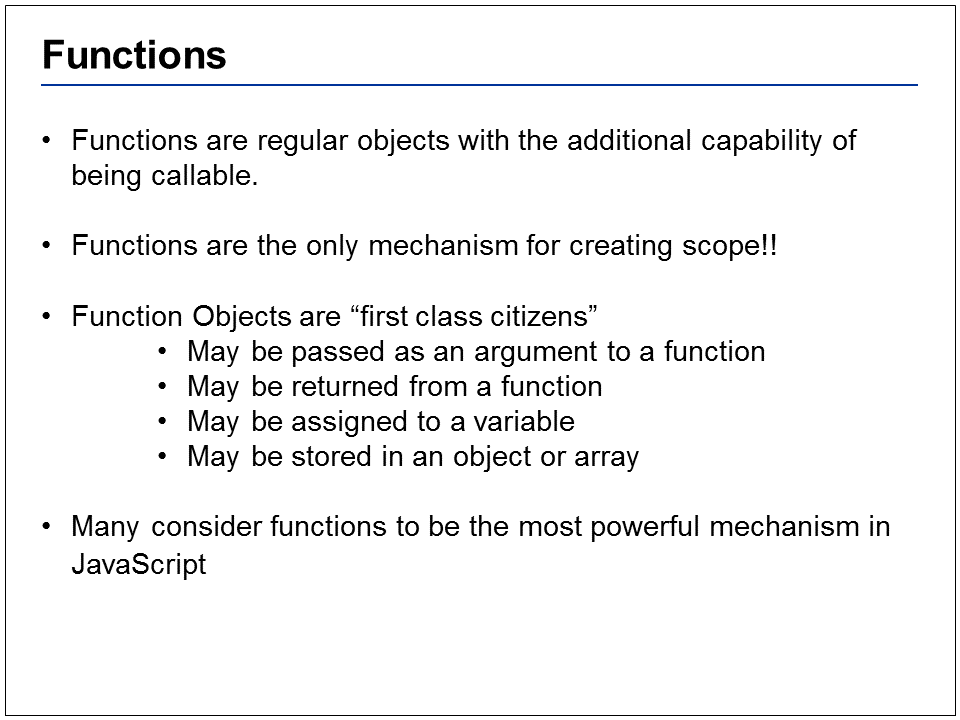 Functions
• Functions are regular objects with the additional capability of
being callable.
• Functions are the only mechanism for creating scope!!
• Function Objects are “first class citizens”
• May be passed as an argument to a function
• May be returned from a function
• May be assigned to a variable
• May be stored in an object or array
• Many consider functions to be the most powerful mechanism in
JavaScript